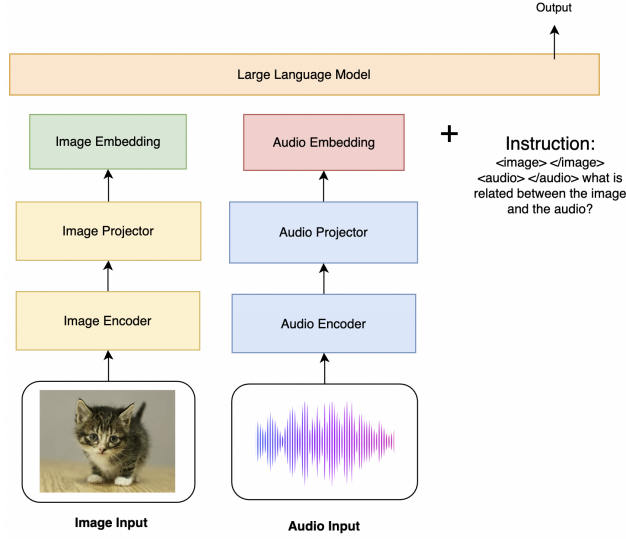 Output
Large Language Model
Image Embedding
Audio Embedding
+
Instruction:
<image> </image>
<audio> </audio> what is
related between the image
and the audio?
Image Projector
Audio Projector
Image Encoder
Audio Encoder
Image Input
Audio Input